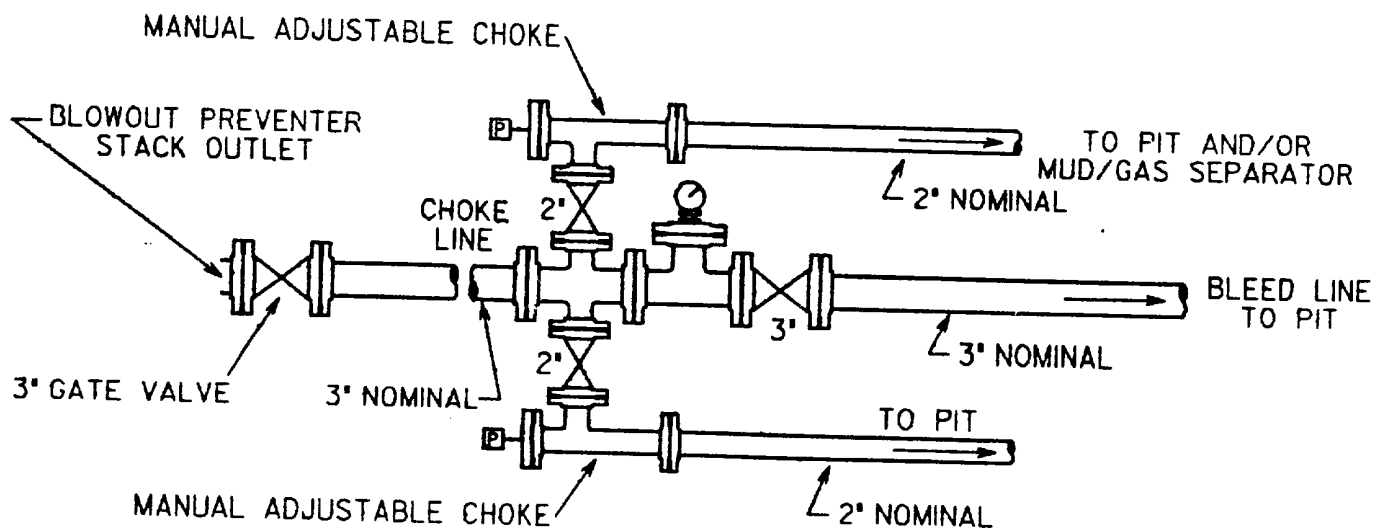 MANUAL ADJUSTABLE CHOKE
BLOWOUT PREVENTER
STACK OUTLET
P
TO PIT AND/OR
MUD/GAS SEPARATOR
2" NOMINAL
2"
CHOKE
LINE
BLEED LINE
TO PIT
3"
3" NOMINAL
2"
3" GATE VALVE
3" NOMINAL
P
TO PIT
MANUAL ADJUSTABLE CHOKE
2" NOMINAL